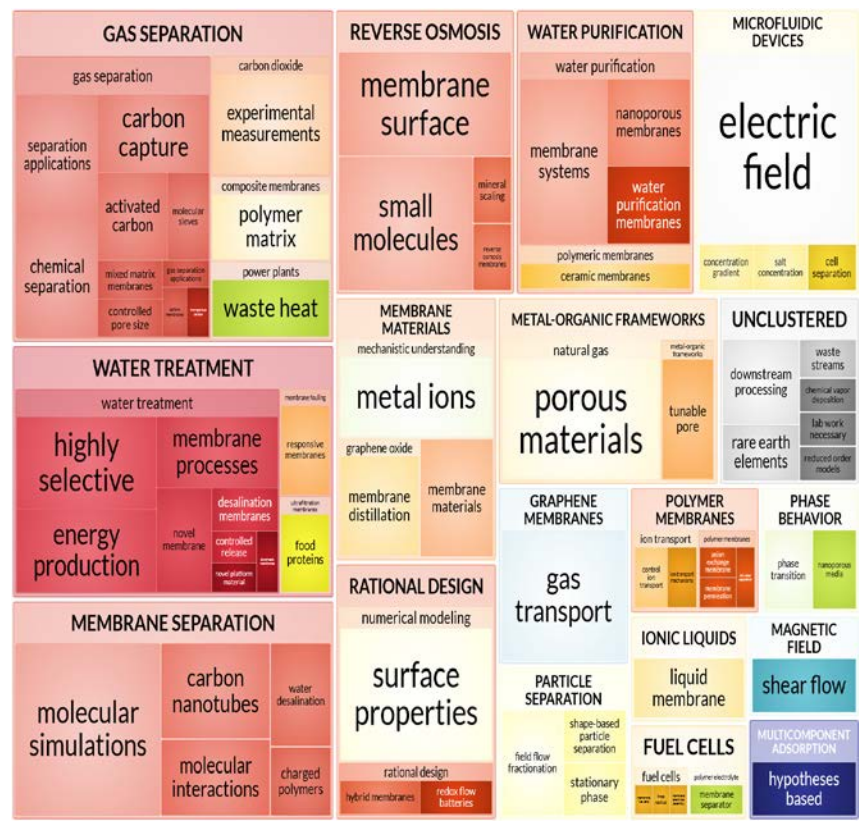 GAS SEPARATION
gas separation
separation
applications
carbon
capture
activated
carbon
molecular
sieves
chemical
separation
mixed matrix
membranes
gas separation
applications
controlled
pore size
carbon dioxide
experimental
measurements
composite membranes
polymer
matrix
power plants
waste heat
REVERSE OSMOSIS
membrane
surface
small
molecules
mineral
scaling
reverse
osmosis
membranes
WATER PURIFICATION
water purification
membrane
systems
nanoporous
membranes
water
purification
membranes
polymeric membranes
ceramic membranes
MICROFLUIDIC
DEVICES
electric
field
concentration
gradient
salt
concentration
cell
separation
WATER TREATMENT
water treatment
highly
selective
membrane
processes
energy
production
novel
membrane
desalination
membranes
controlled
release
novel platform
material
membrane fouling
responsive
membranes
ultrafiltration
membranes
food
proteins
MEMBRANE
MATERIALS
mechanistic understanding
metal ions
graphene oxide
membrane
distillation
membrane
materials
METAL-ORGANIC FRAMEWORKS
natural gas
porous
materials
metal-organic
frameworks
tunable
pore
UNCLUSTERED
downstream
processing
rare earth
elements
waste
streams
chemical vapor
deposition
lab work
necessary
reduced order
models
MEMBRANE SEPARATION
molecular
simulations
carbon
nanotubes
water
desalination
molecular
interactions
charged
polymers
RATIONAL DESIGN
numerical modeling
surface
properties
rational design
hybrid membranes
redox flow
batteries
GRAPHENE
MEMBRANES
gas
transport
POLYMER
MEMBRANES
ion transport
control
ion
transport
polymer membranes
anion
exchange
membrane
membrane
permeation
PHASE
BEHAVIOR
phase
transition
nanoporous
media
PARTICLE
SEPARATION
field flow
fractionation
shape-based
particle
separation
stationary
phase
IONIC LIQUIDS
liquid
membrane
MAGNETIC
FIELD
shear flow
FUEL CELLS
fuel cells
polymer electrolyte
membrane
separator
MULTICOMPONENT
ADSORPTION
hypotheses
based